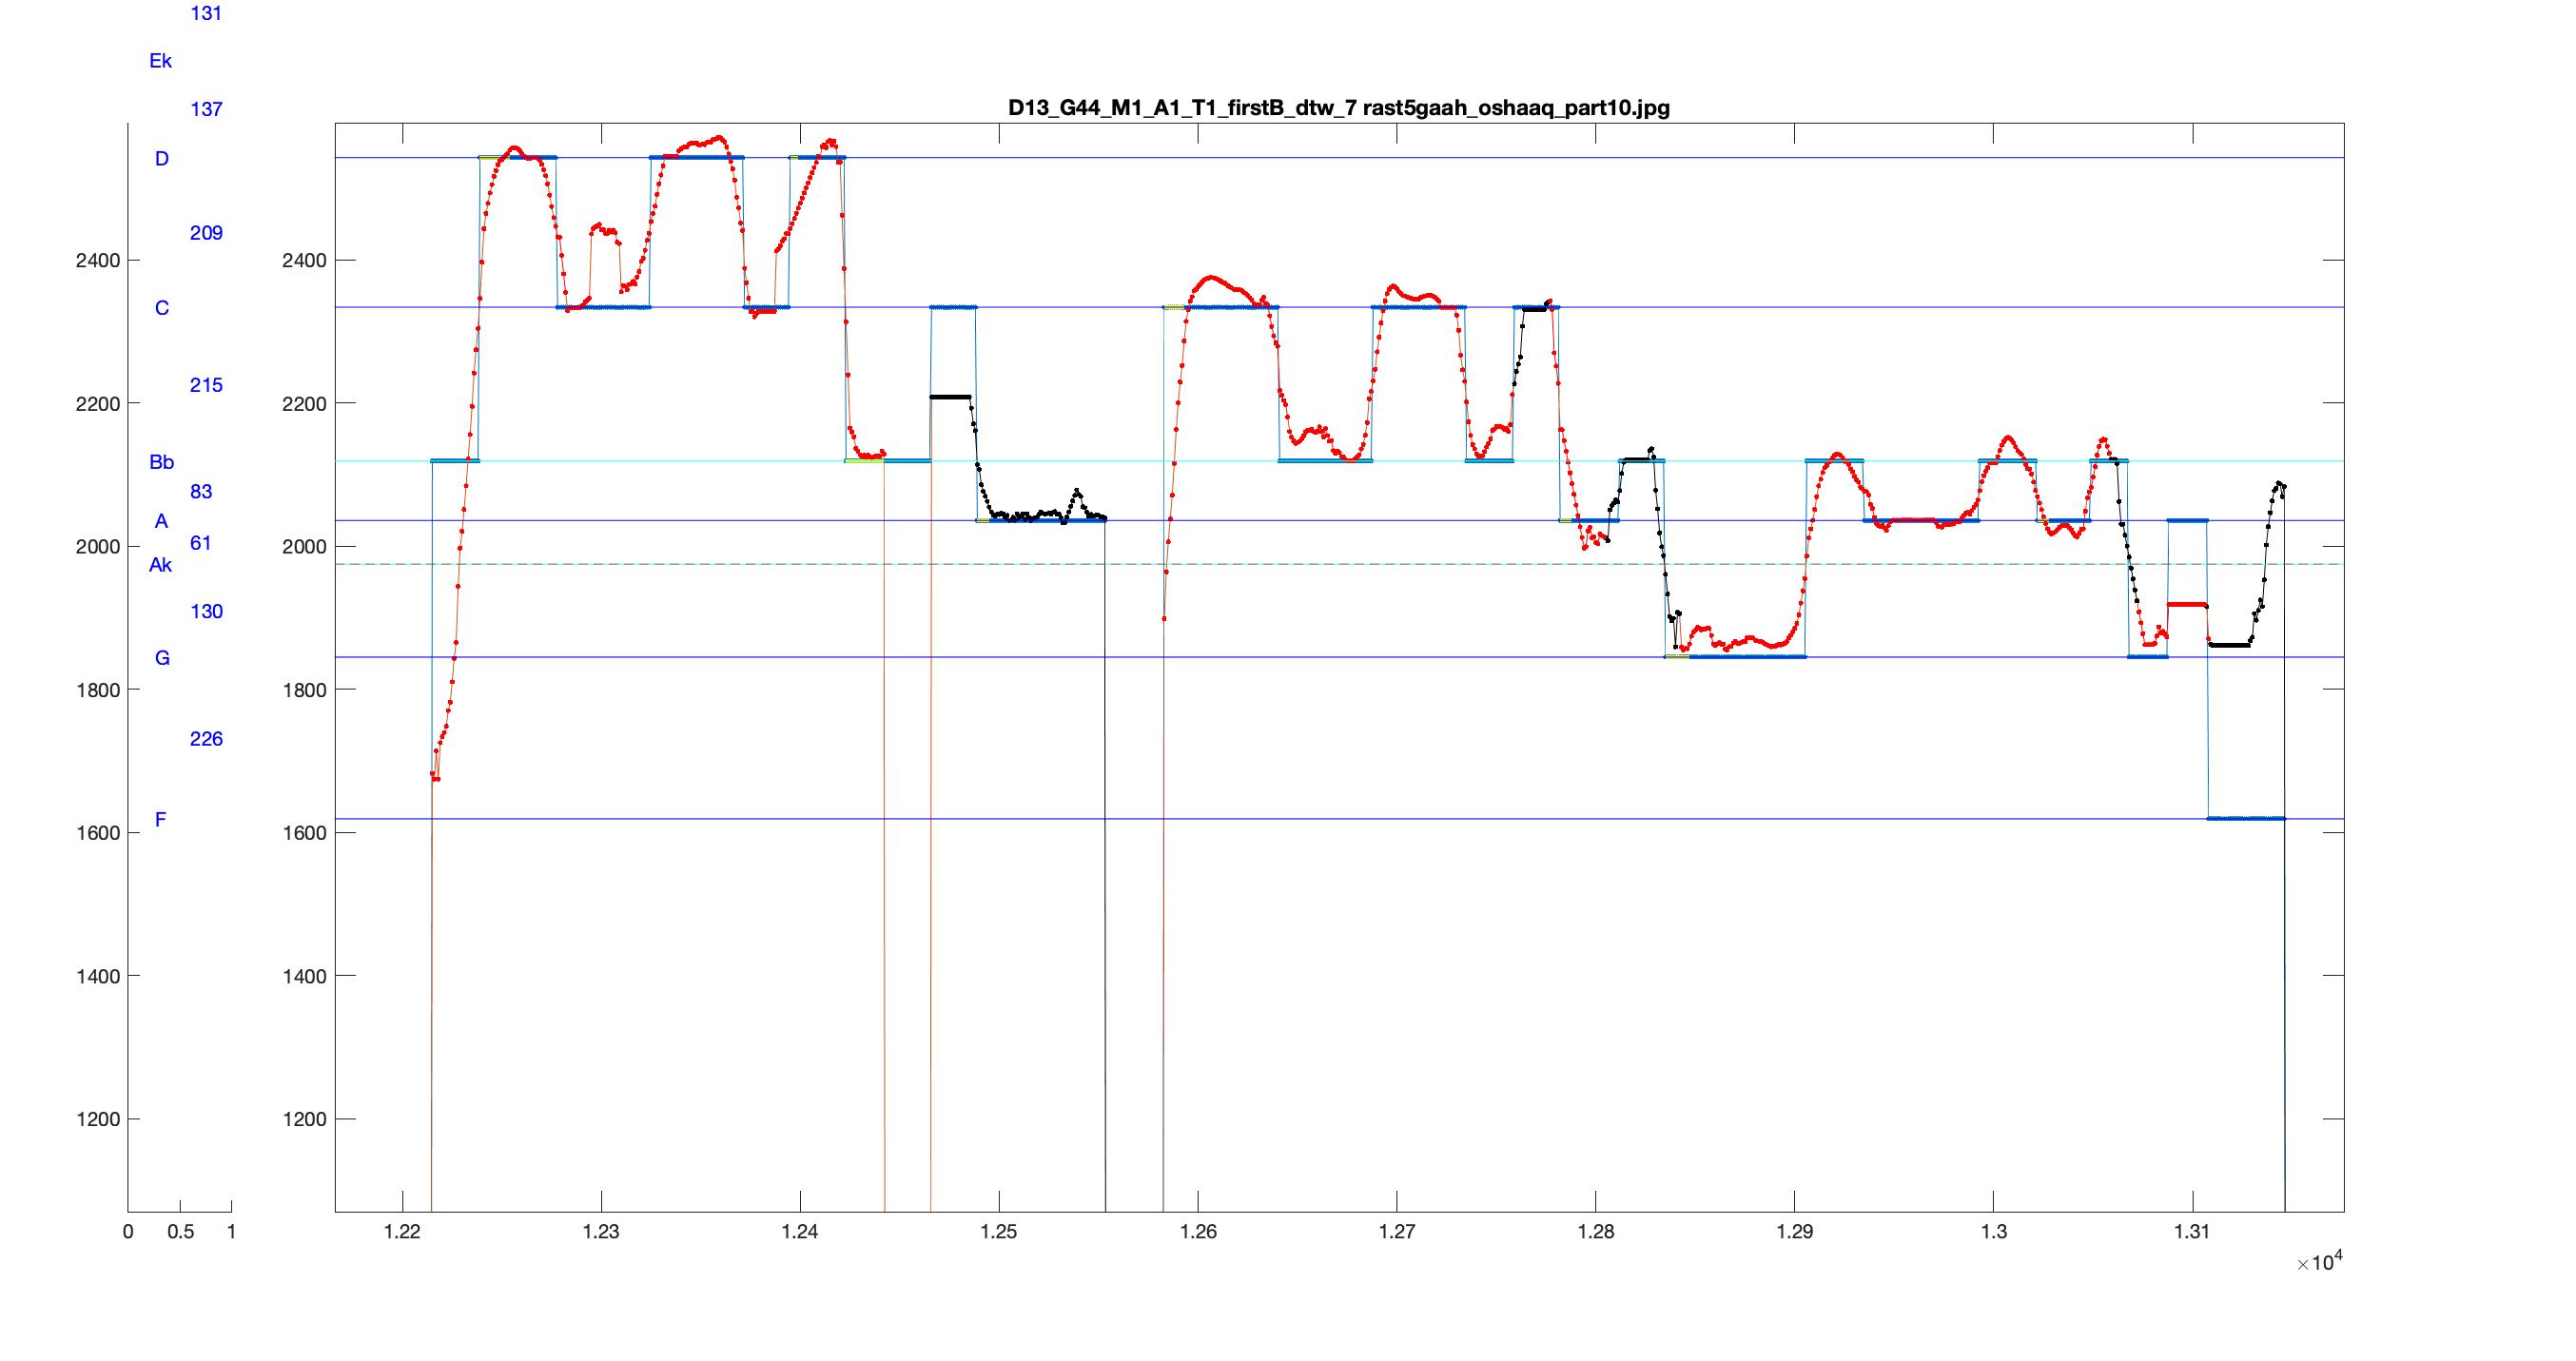 131
Ek
137
D13_G44_M1_A1_T1_firstB_dtw_7 rast5gaah_oshaaq_part10.jpg
D
209
2400 2400
C
215
2200 2200
Bb
83
A
61
2000 2000
Ak
130
G
1800 1800
226
F
1600 1600
1400 1400
1200 1200
0 0.5 1 1.22 1.23 1.24 1.25 1.26 1.27 1.28 1.29 1.3 1.31
×10⁴